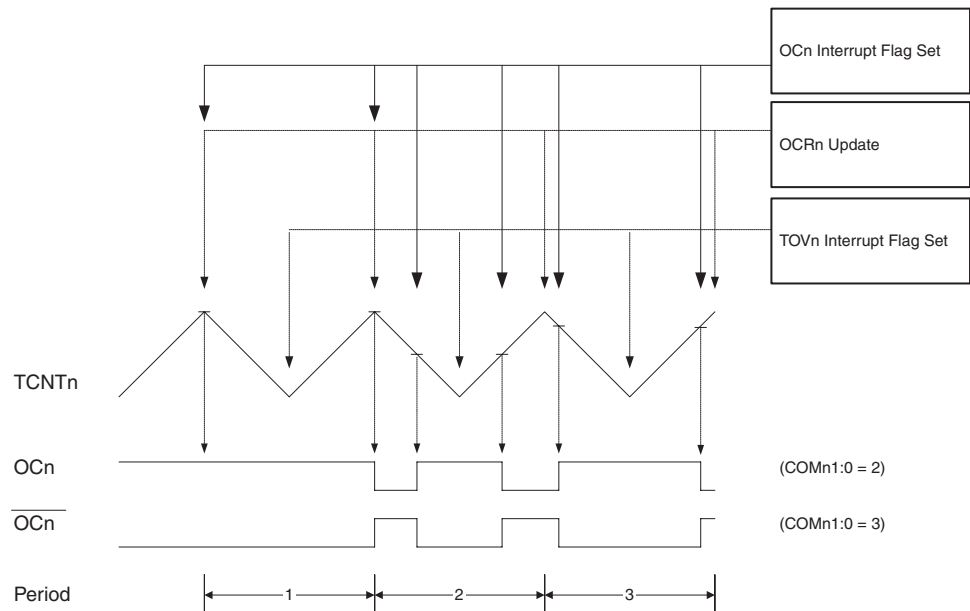 OCn Interrupt Flag Set
OCRn Update
TOVn Interrupt Flag Set
TCNTn
OCn (COMn1:0 = 2)
OCn (COMn1:0 = 3)
Period 1 2 3